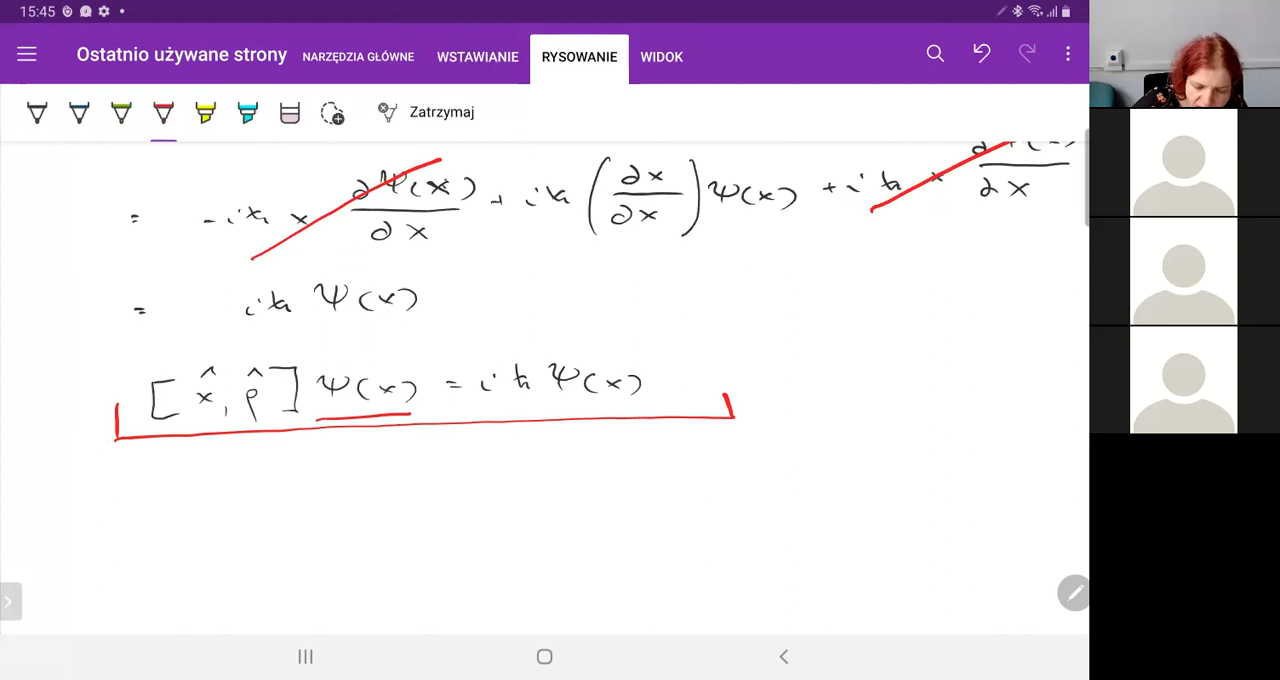 15:45
Ostatnio używane strony NARZĘDZIA GŁÓWNE WSTAWIANIE RYSOWANIE WIDOK
Zatrzymaj
= - iħ x ∂Ψ(x)/∂x + iħ (∂x/∂x) Ψ(x) + iħ x ∂Ψ(x)/∂x
= iħ Ψ(x)
[x̂, p̂] Ψ(x) = iħ Ψ(x)